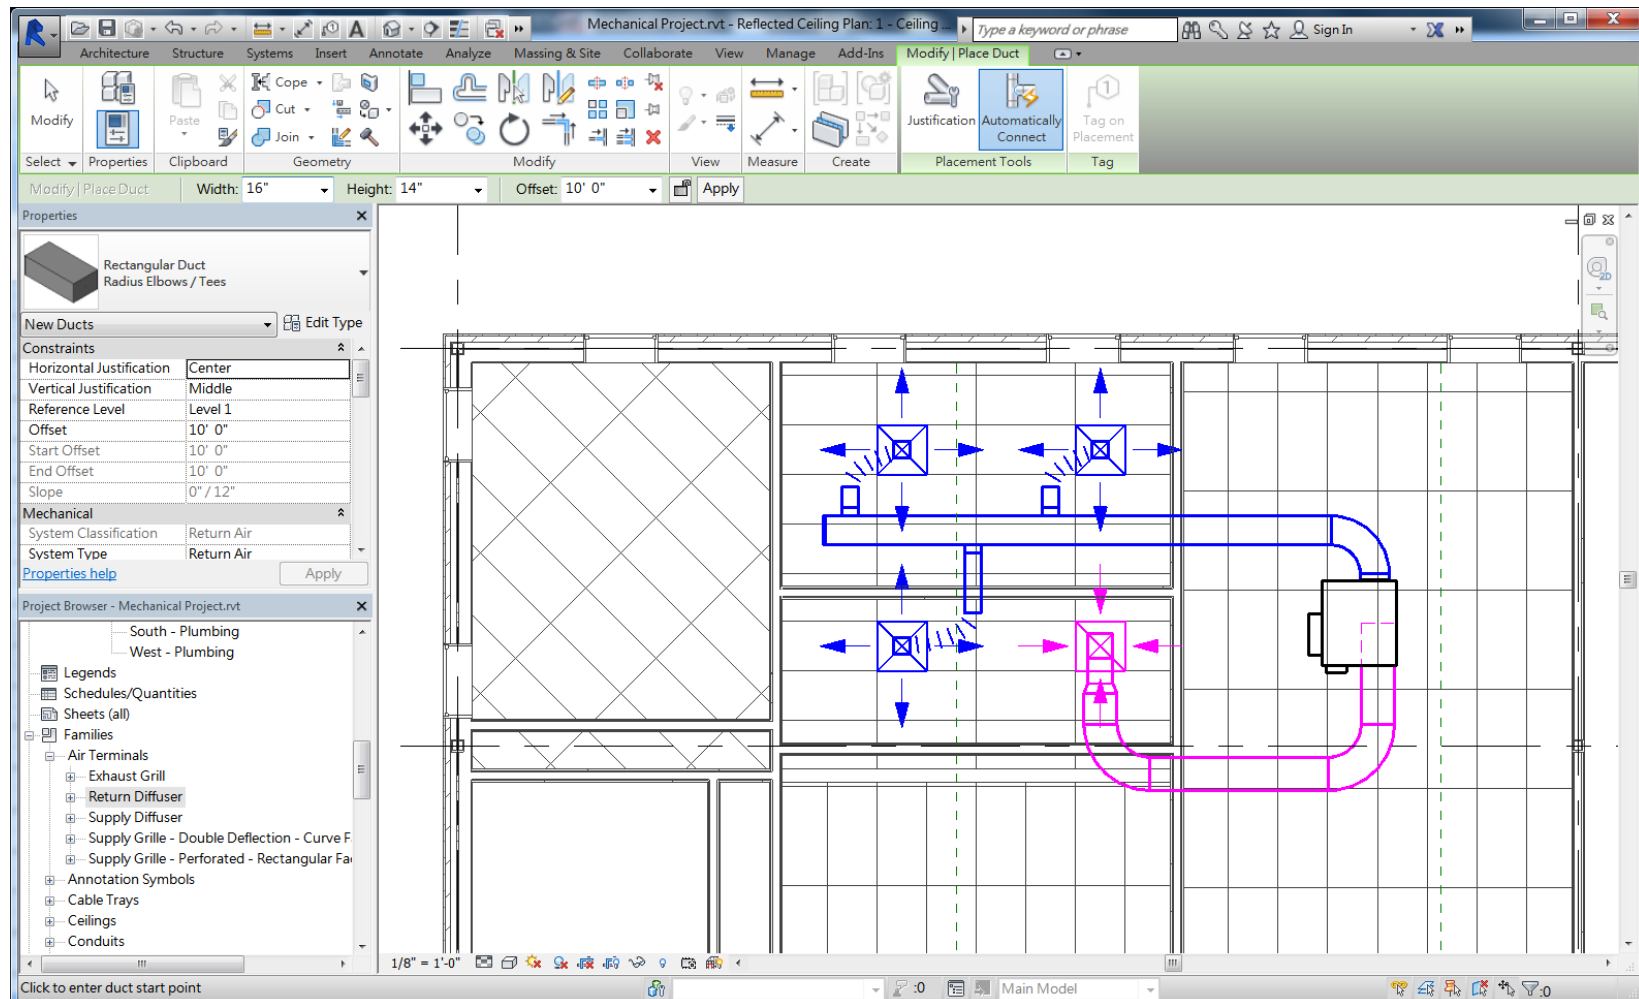 Mechanical Project.rvt - Reflected Ceiling Plan: 1 - Ceiling ...
Type a keyword or phrase
Sign In
Architecture Structure Systems Insert Annotate Analyze Massing & Site Collaborate View Manage Add-Ins Modify | Place Duct
Modify
Paste
Cope
Cut
Join
Justification
Automatically Connect
Tag on Placement
Select Properties Clipboard Geometry Modify View Measure Create Placement Tools Tag
Modify | Place Duct Width: 16" Height: 14" Offset: 10' 0" Apply
Properties
Rectangular Duct
Radius Elbows / Tees
New Ducts Edit Type
Constraints
Horizontal Justification Center
Vertical Justification Middle
Reference Level Level 1
Offset 10' 0"
Start Offset 10' 0"
End Offset 10' 0"
Slope 0" / 12"
Mechanical
System Classification Return Air
System Type Return Air
Properties help Apply
Project Browser - Mechanical Project.rvt
South - Plumbing
West - Plumbing
Legends
Schedules/Quantities
Sheets (all)
Families
Air Terminals
Exhaust Grill
Return Diffuser
Supply Diffuser
Supply Grille - Double Deflection - Curve F
Supply Grille - Perforated - Rectangular Fa
Annotation Symbols
Cable Trays
Ceilings
Conduits
2D
1/8" = 1'-0"
Click to enter duct start point
:0
Main Model
:0